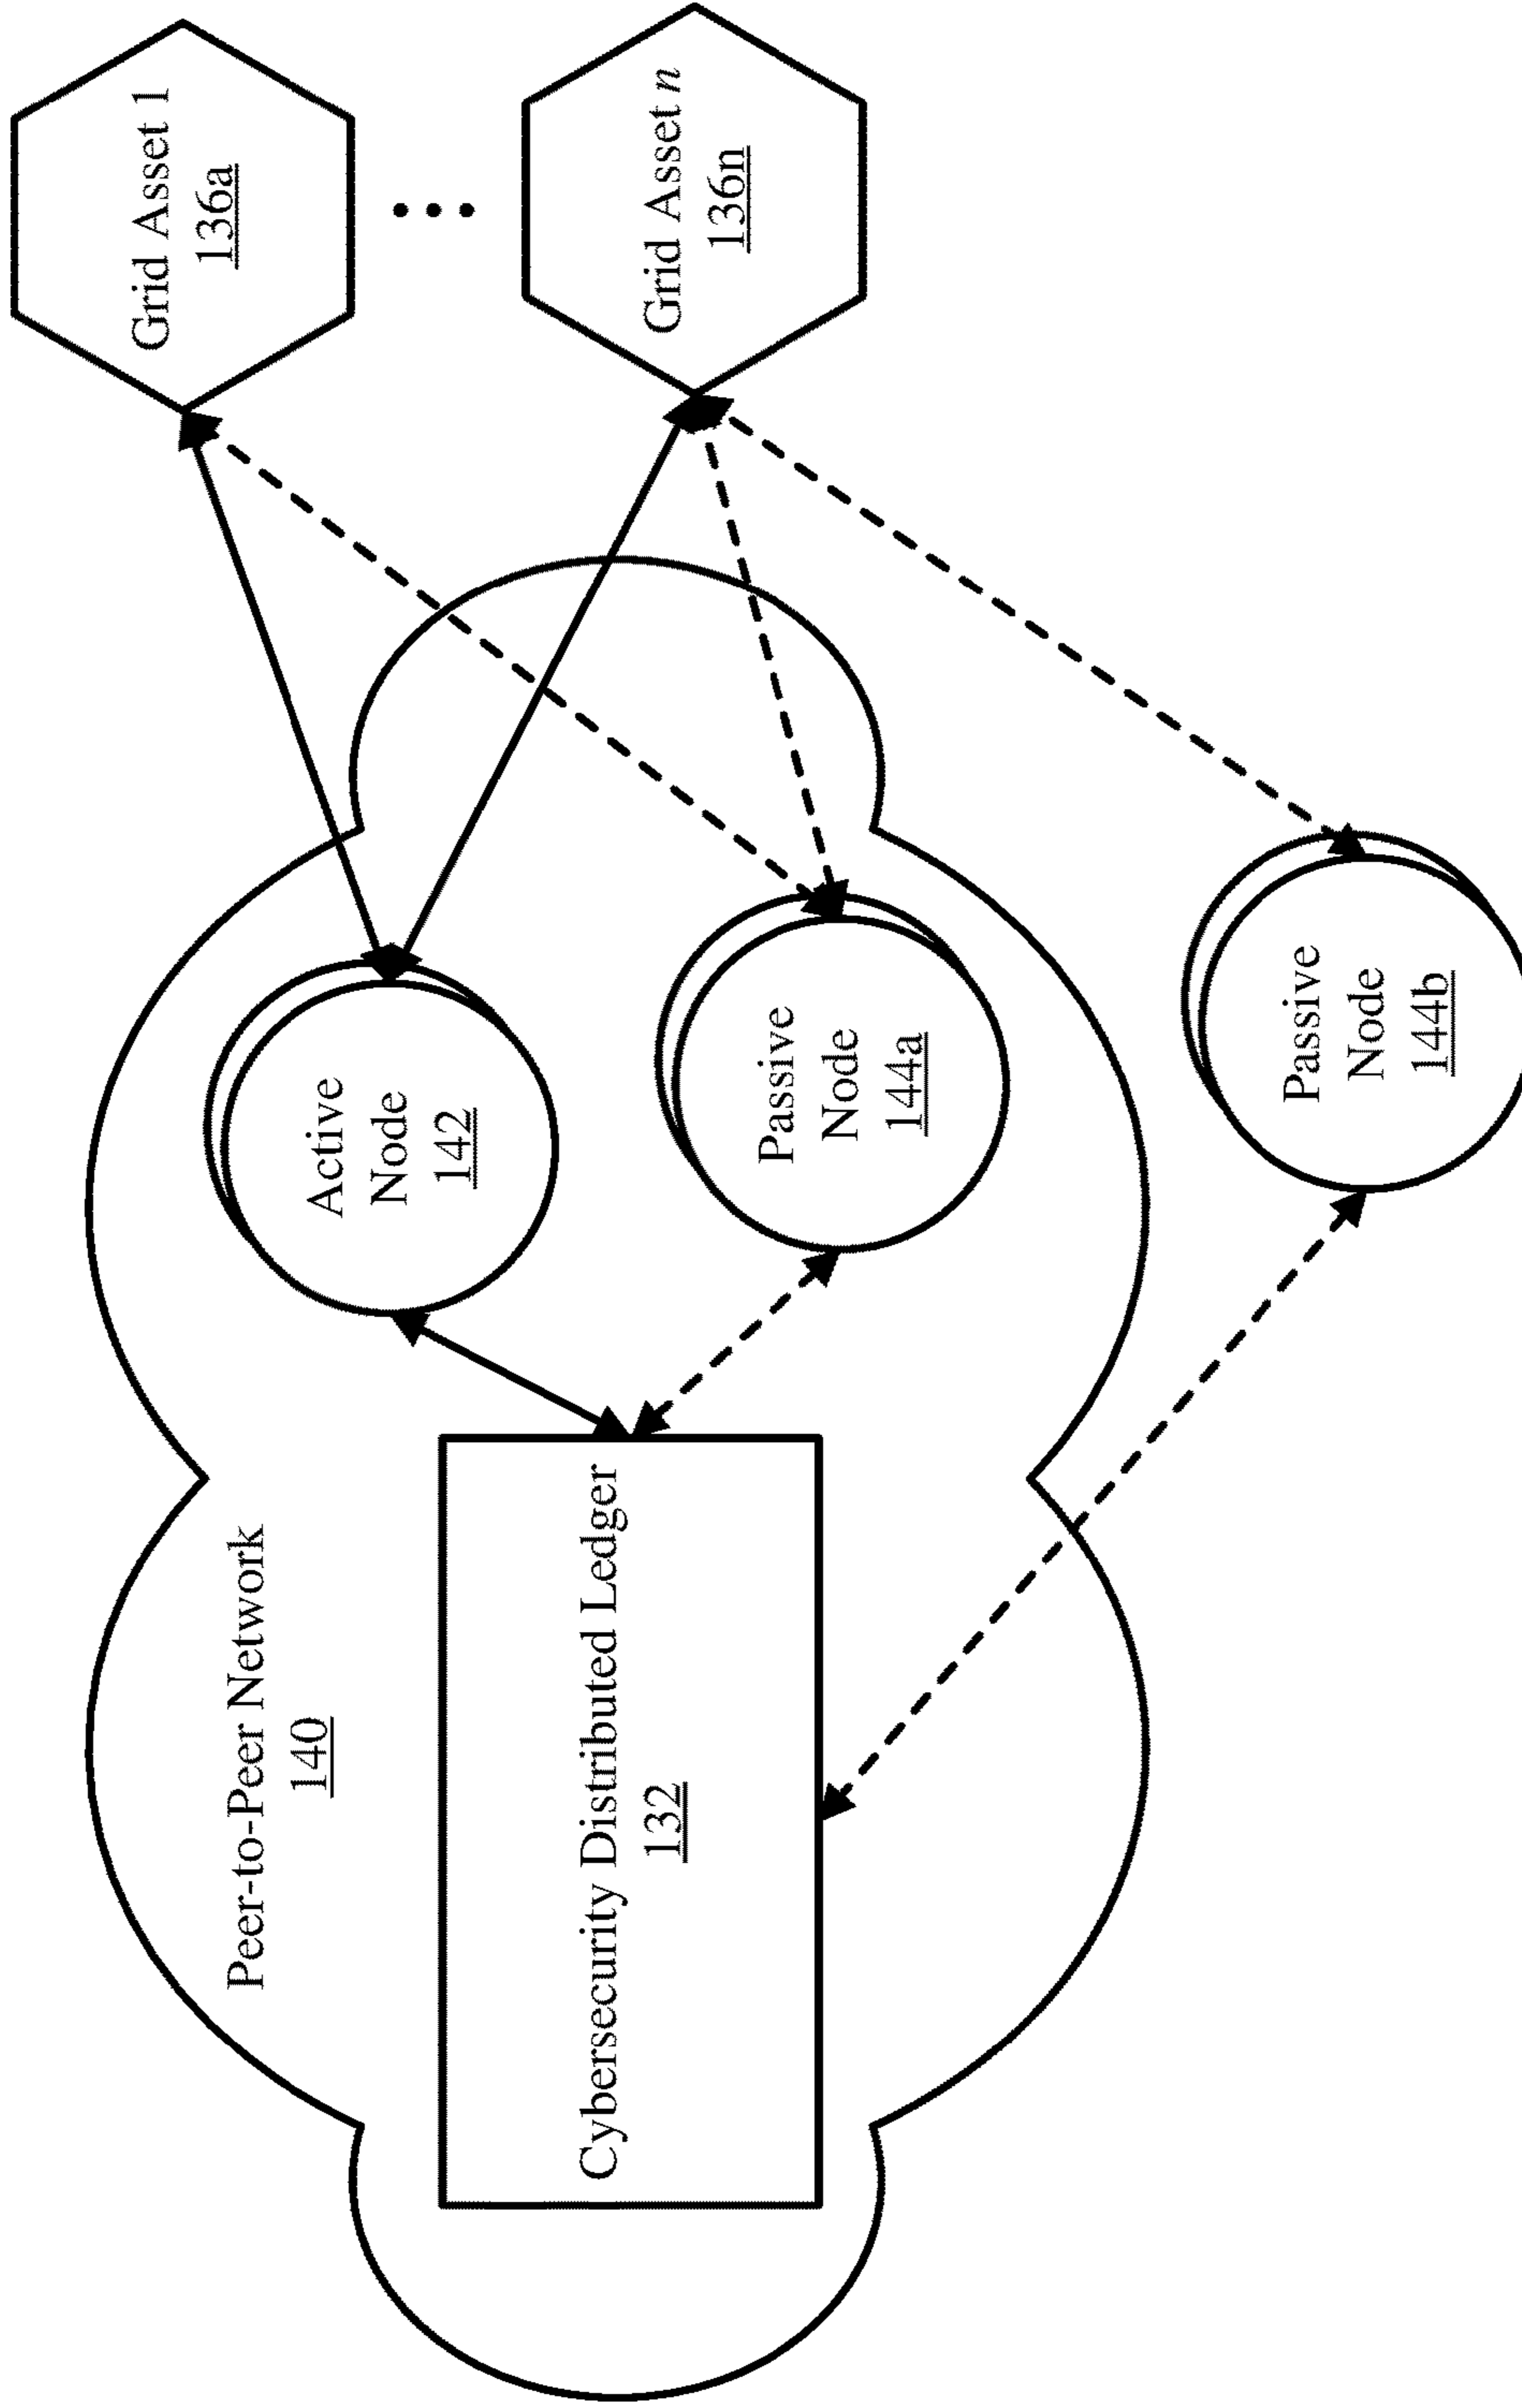 Peer-to-Peer Network
140
Cybersecurity Distributed Ledger
132
Active
Node
142
Passive
Node
144a
Passive
Node
144b
Grid Asset 1
136a
Grid Asset n
136n